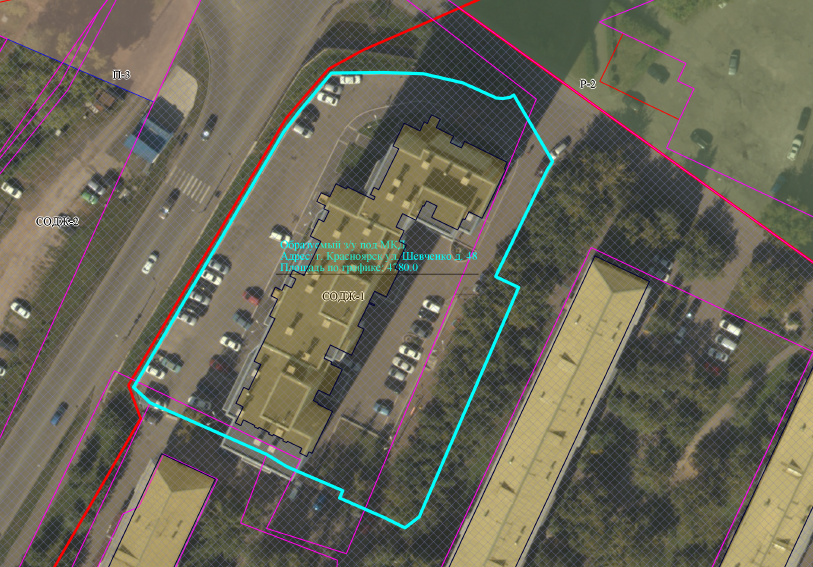 П-3
Р-2
СОДЖ-2
Образуемый з/у под МКД
Адрес: г. Красноярск ул. Шевченко д. 48
Площадь по графике: 4780.0
СОДЖ-1